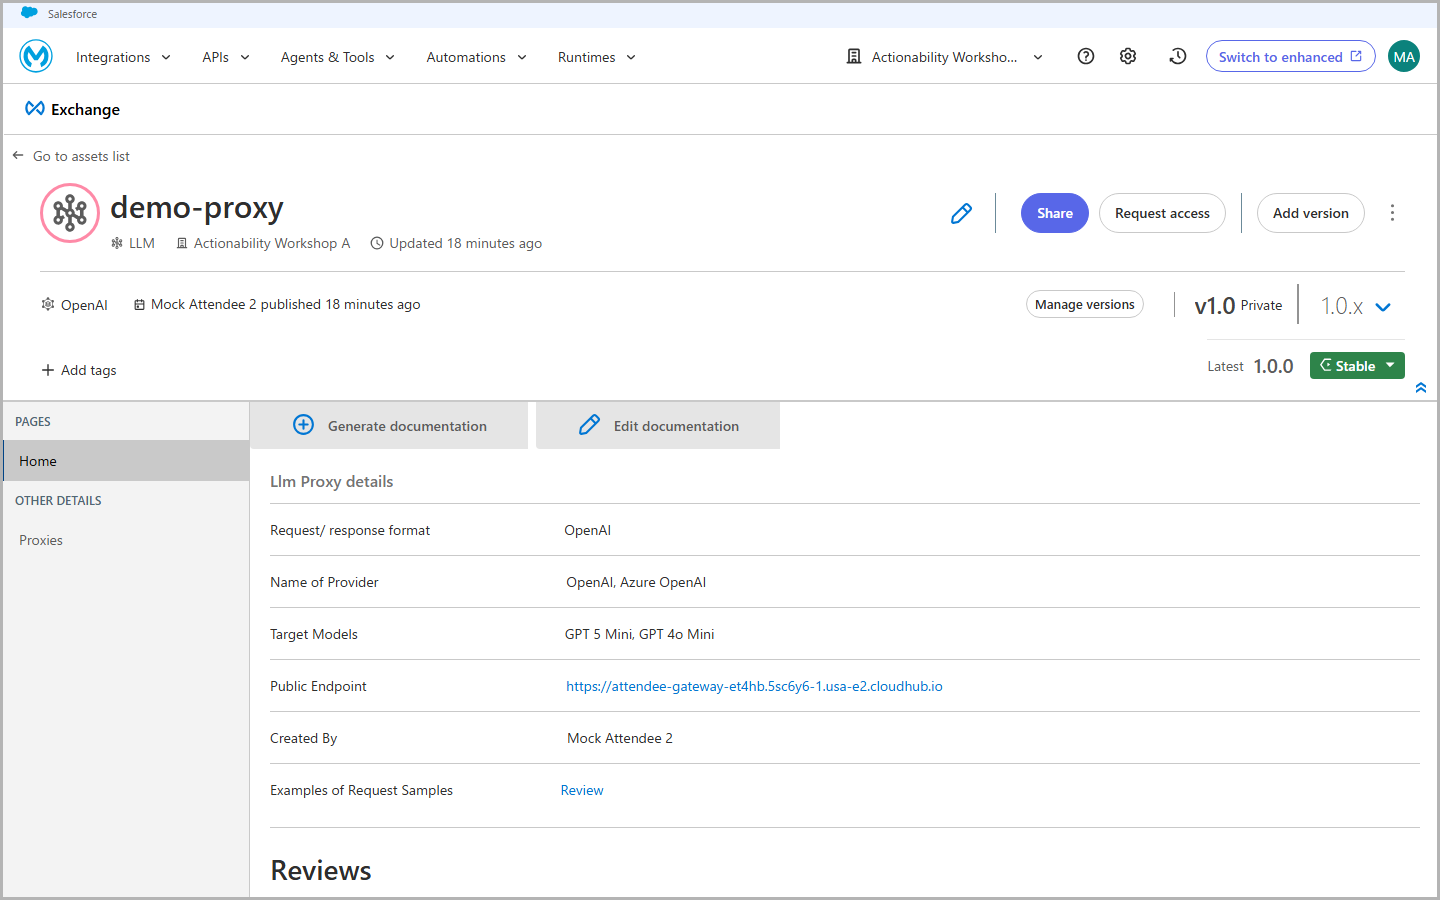 Salesforce
Integrations APIs Agents & Tools Automations Runtimes Actionability Worksho... Switch to enhanced MA
Exchange
Go to assets list
demo-proxy
Share Request access Add version
LLM Actionability Workshop A Updated 18 minutes ago
OpenAI Mock Attendee 2 published 18 minutes ago Manage versions v1.0 Private 1.0.x
Add tags Latest 1.0.0 Stable
PAGES
Generate documentation Edit documentation
Home
OTHER DETAILS
Proxies
Llm Proxy details
Request/ response format OpenAI
Name of Provider OpenAI, Azure OpenAI
Target Models GPT 5 Mini, GPT 4o Mini
Public Endpoint https://attendee-gateway-et4hb.5sc6y6-1.usa-e2.cloudhub.io
Created By Mock Attendee 2
Examples of Request Samples Review
Reviews